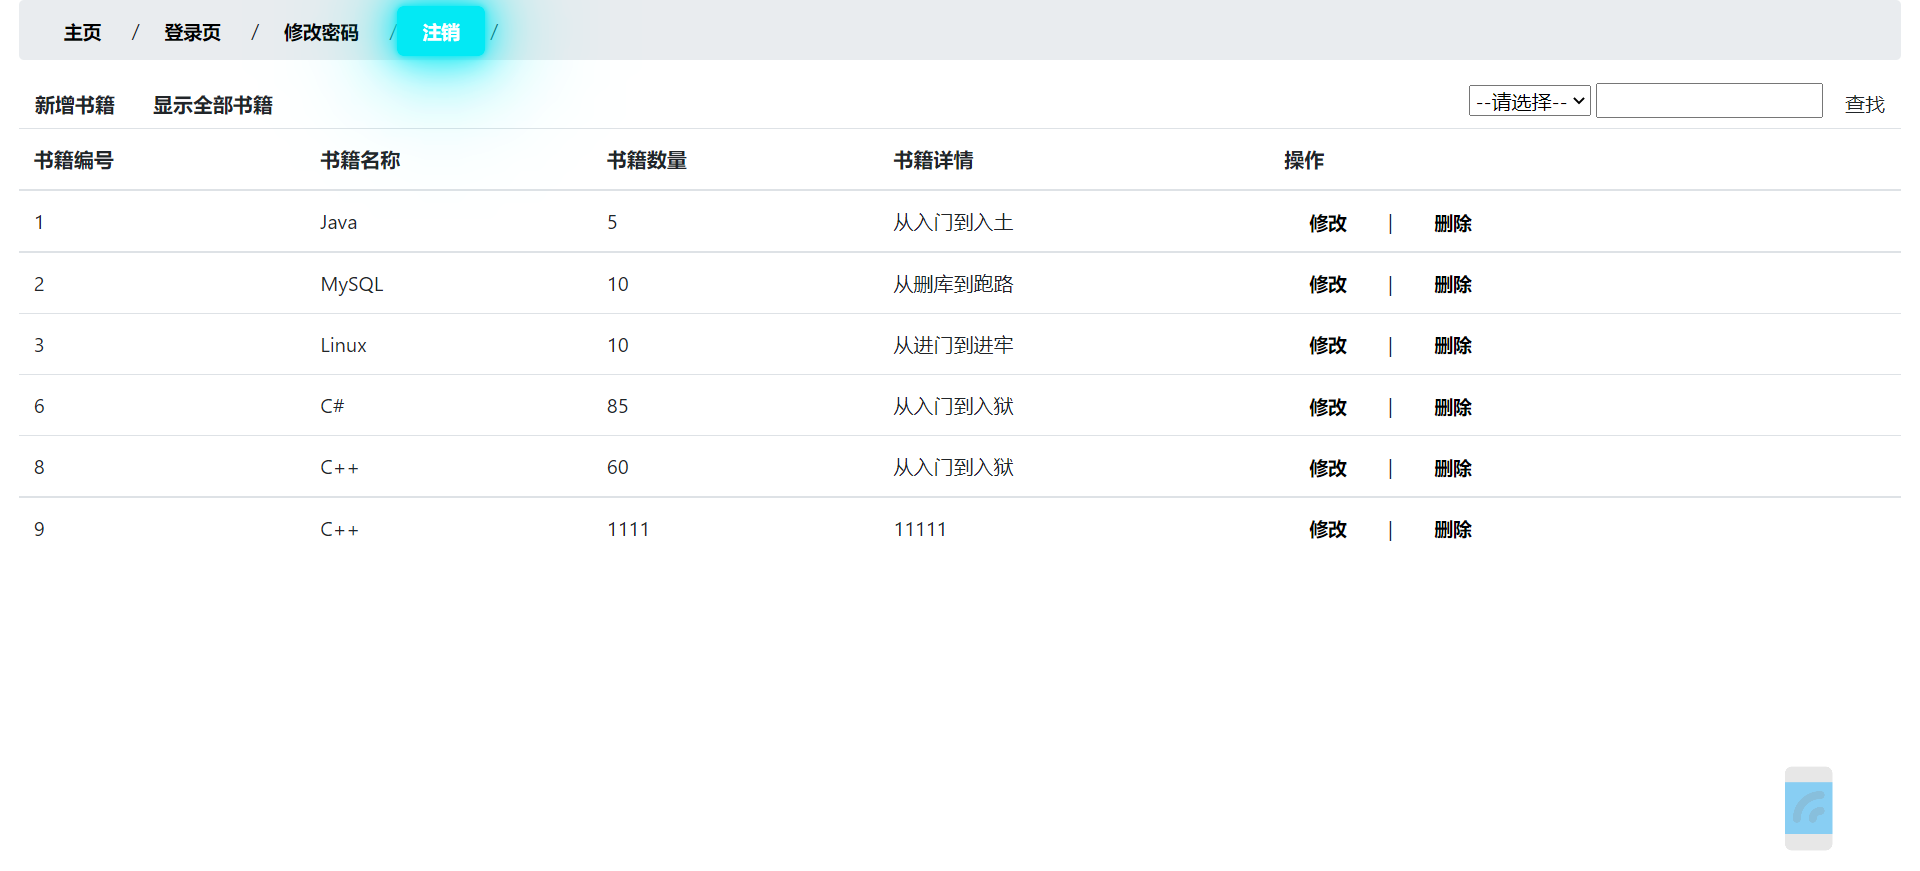 主页 / 登录页 / 修改密码 / 注销 /
新增书籍 显示全部书籍 --请选择-- 查找
书籍编号 书籍名称 书籍数量 书籍详情 操作
1 Java 5 从入门到入土 修改 | 删除
2 MySQL 10 从删库到跑路 修改 | 删除
3 Linux 10 从进门到进牢 修改 | 删除
6 C# 85 从入门到入狱 修改 | 删除
8 C++ 60 从入门到入狱 修改 | 删除
9 C++ 1111 11111 修改 | 删除